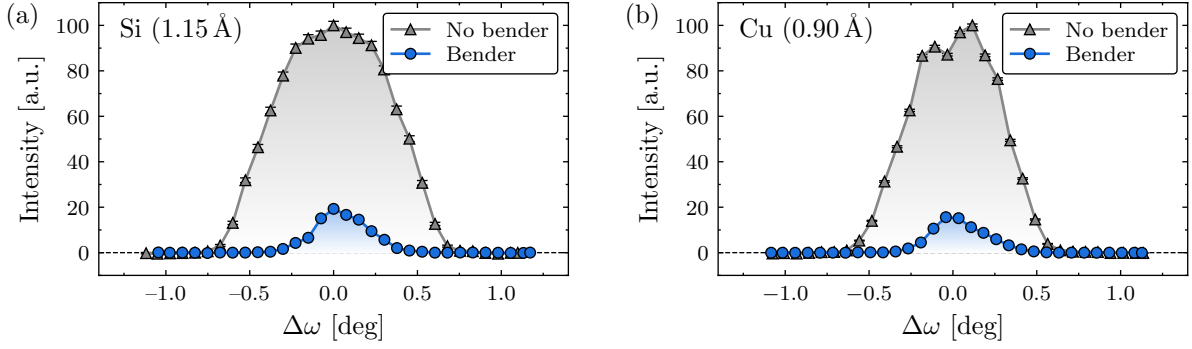 (a)
Si (1.15 Å)
No bender
Bender
Intensity [a.u.]
100
80
60
40
20
0
−1.0 −0.5 0.0 0.5 1.0
Δω [deg]
(b)
Cu (0.90 Å)
No bender
Bender
Intensity [a.u.]
100
80
60
40
20
0
−1.0 −0.5 0.0 0.5 1.0
Δω [deg]